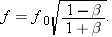 f = f₀√((1 − β)/(1 + β)).